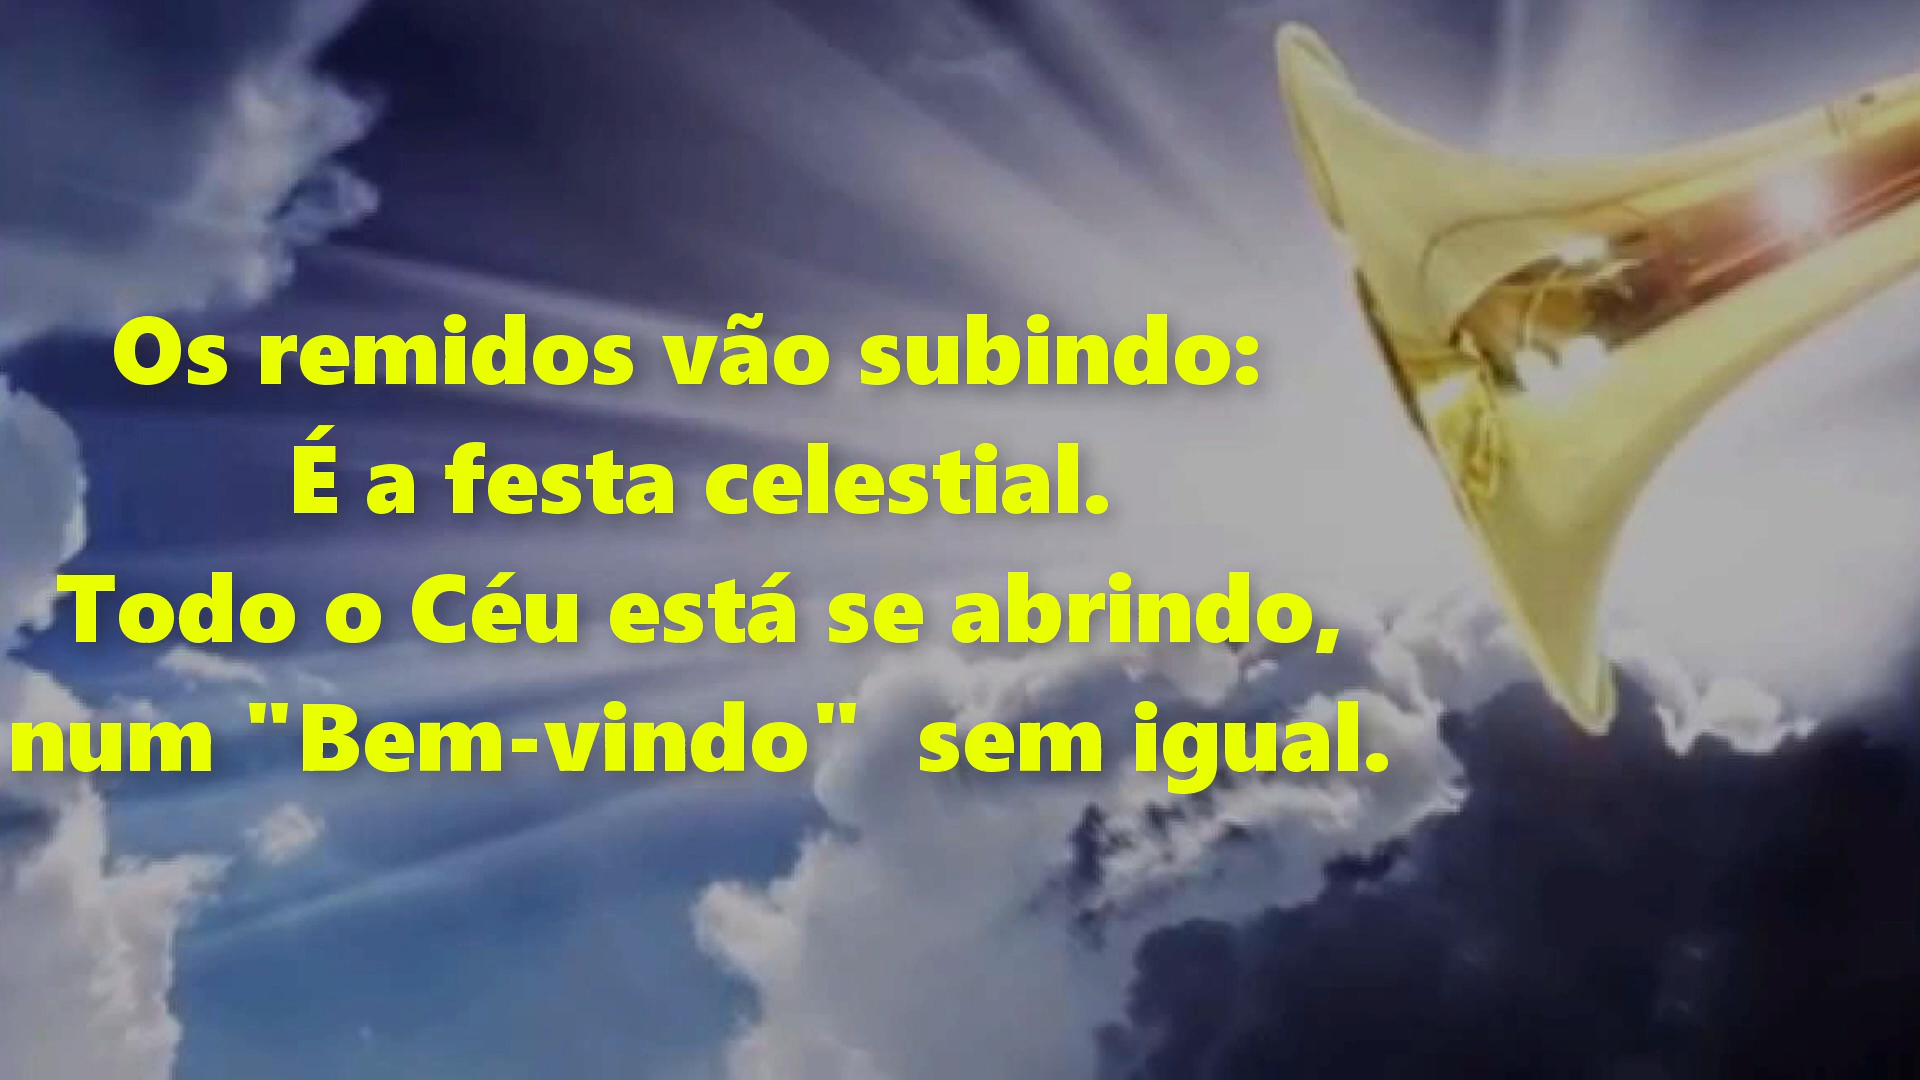 Os remidos vão subindo:
É a festa celestial.
Todo o Céu está se abrindo,
num "Bem-vindo"  sem igual.